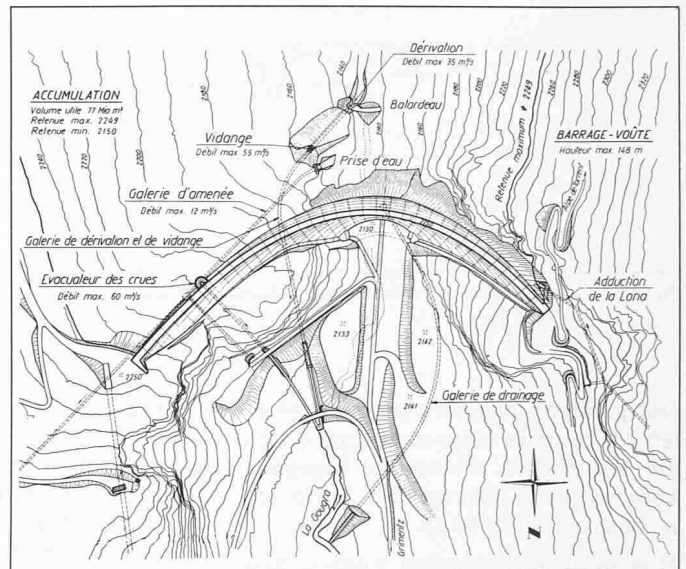 Dérivation
Débit max. 35 m³/s
Balardeau
ACCUMULATION
Volume utile 77 Mio m³
Retenue max. 2249
Retenue min. 2150
Vidange
Débit max. 55 m³/s
Prise d'eau
Galerie d'amenée
Débit max. 12 m³/s
Galerie de dérivation et de vidange
Evacuateur des crues
Débit max. 60 m³/s
BARRAGE-VOÛTE
Hauteur max. 148 m
Retenue maximum 2249
Adduction
de la Lona
Galerie de drainage
La Gougra
Grimentz
2130
2133
2142
2141
2250
N